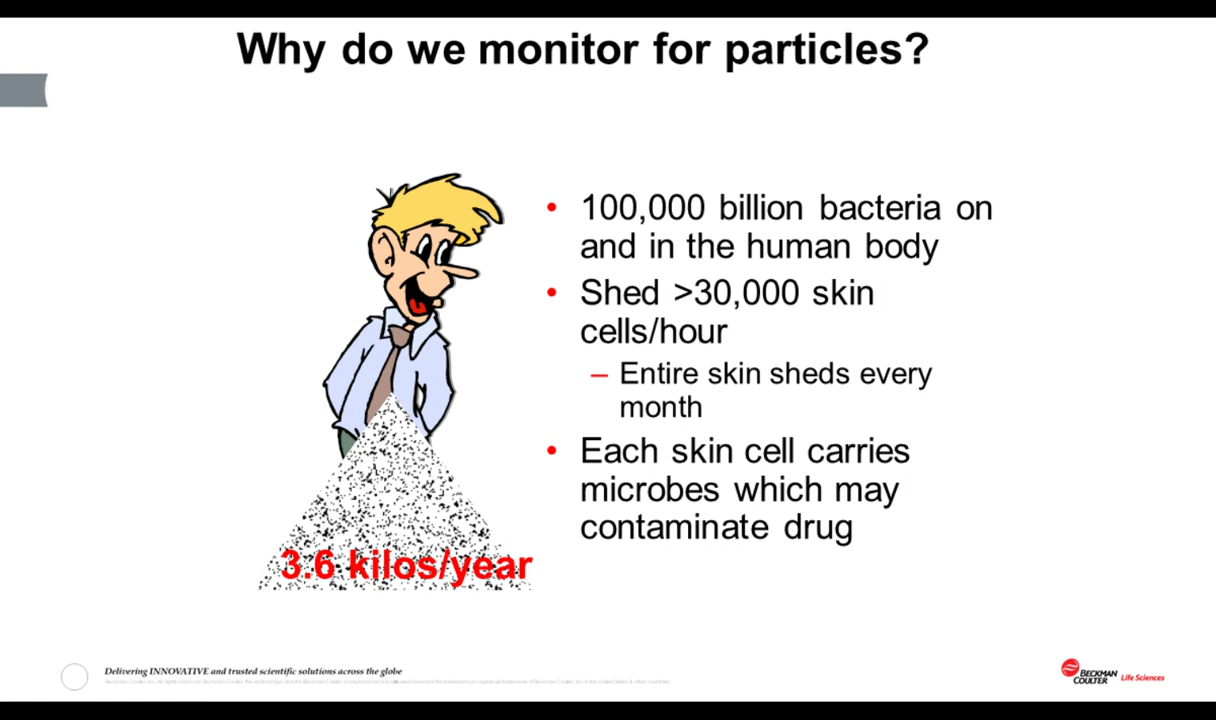 Why do we monitor for particles?
• 100,000 billion bacteria on
and in the human body
• Shed >30,000 skin
cells/hour
– Entire skin sheds every
month
• Each skin cell carries
microbes which may
contaminate drug
3.6 kilos/year
Delivering INNOVATIVE and trusted scientific solutions across the globe
BECKMAN
COULTER Life Sciences